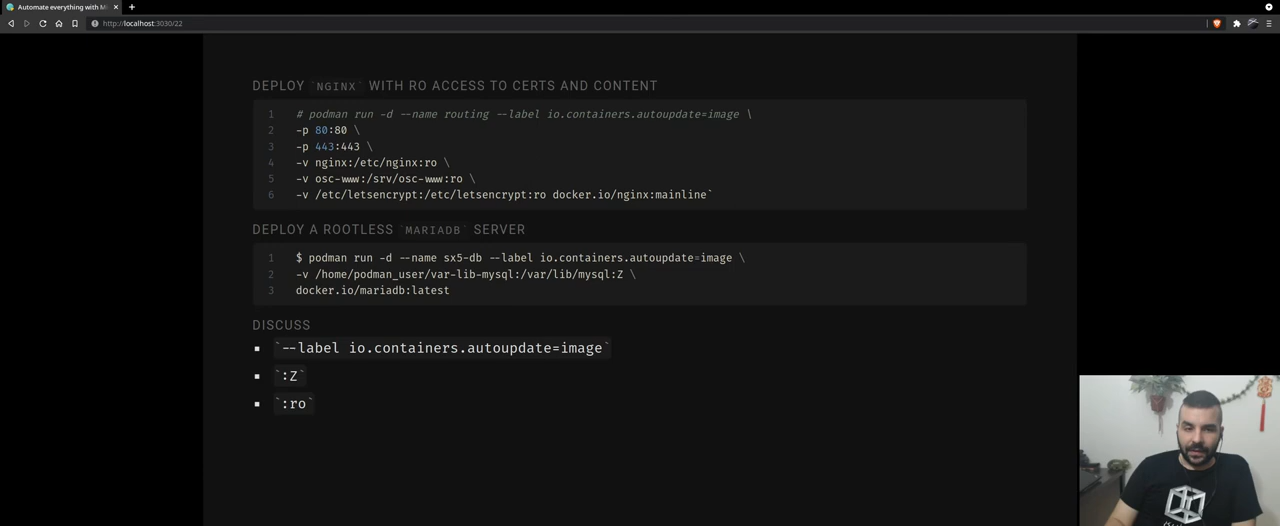 Automate everything with Mi
http://localhost:3030/22
DEPLOY `NGINX` WITH RO ACCESS TO CERTS AND CONTENT
1 # podman run -d --name routing --label io.containers.autoupdate=image \
2 -p 80:80 \
3 -p 443:443 \
4 -v nginx:/etc/nginx:ro \
5 -v osc-www:/srv/osc-www:ro \
6 -v /etc/letsencrypt:/etc/letsencrypt:ro docker.io/nginx:mainline`
DEPLOY A ROOTLESS `MARIADB` SERVER
1 $ podman run -d --name sx5-db --label io.containers.autoupdate=image \
2 -v /home/podman_user/var-lib-mysql:/var/lib/mysql:Z \
3 docker.io/mariadb:latest
DISCUSS
▪ `--label io.containers.autoupdate=image`
▪ `:Z`
▪ `:ro`